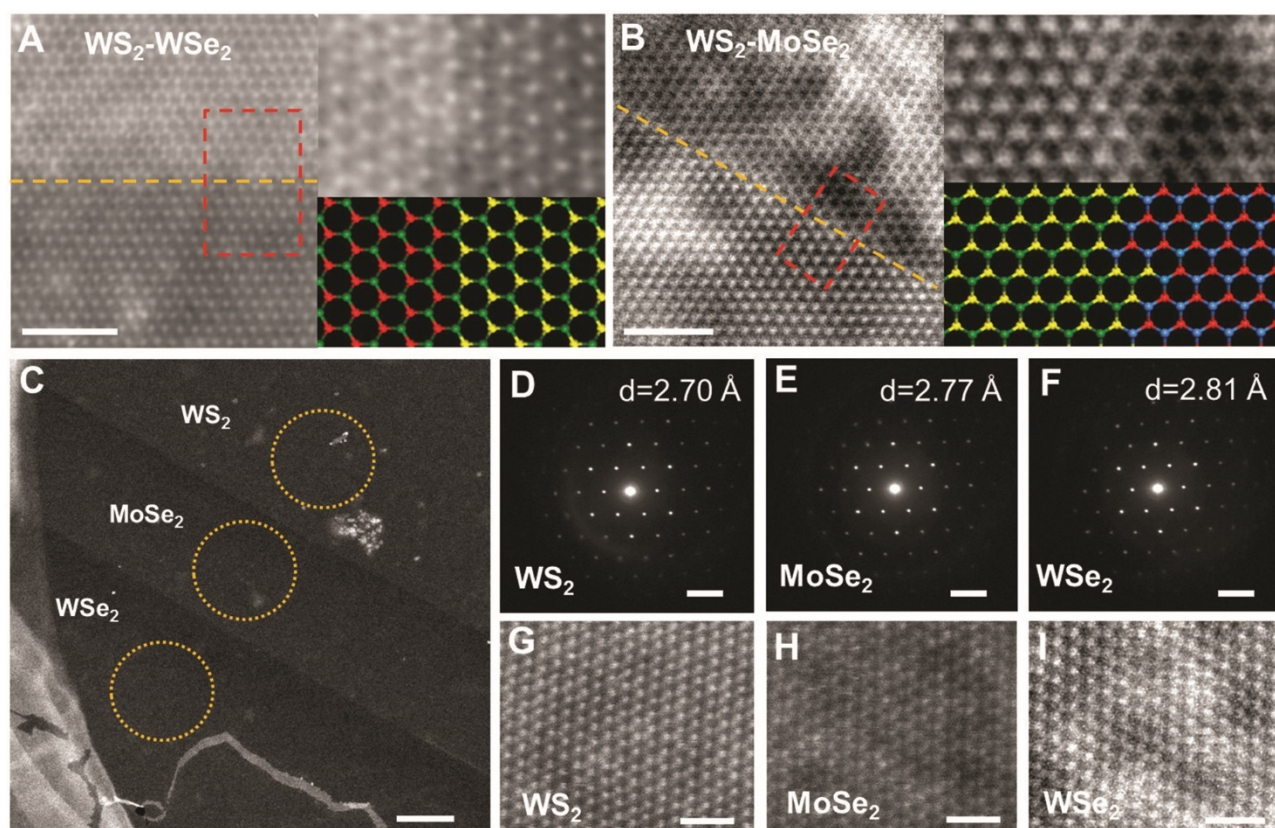 A
WS₂-WSe₂
B
WS₂-MoSe₂
C
WS₂
MoSe₂
WSe₂
D
d=2.70 Å
WS₂
E
d=2.77 Å
MoSe₂
F
d=2.81 Å
WSe₂
G
WS₂
H
MoSe₂
I
WSe₂